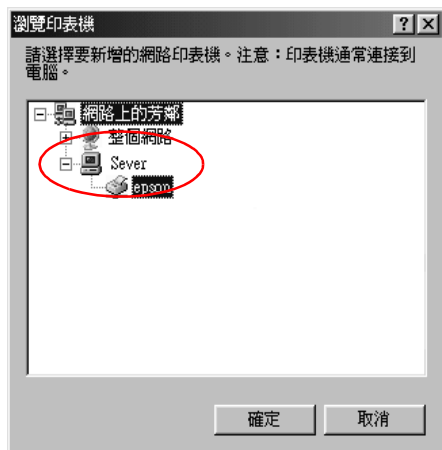 瀏覽印表機
請選擇要新增的網路印表機。注意：印表機通常連接到
電腦。
網路上的芳鄰
整個網路
Sever
epson
確定
取消